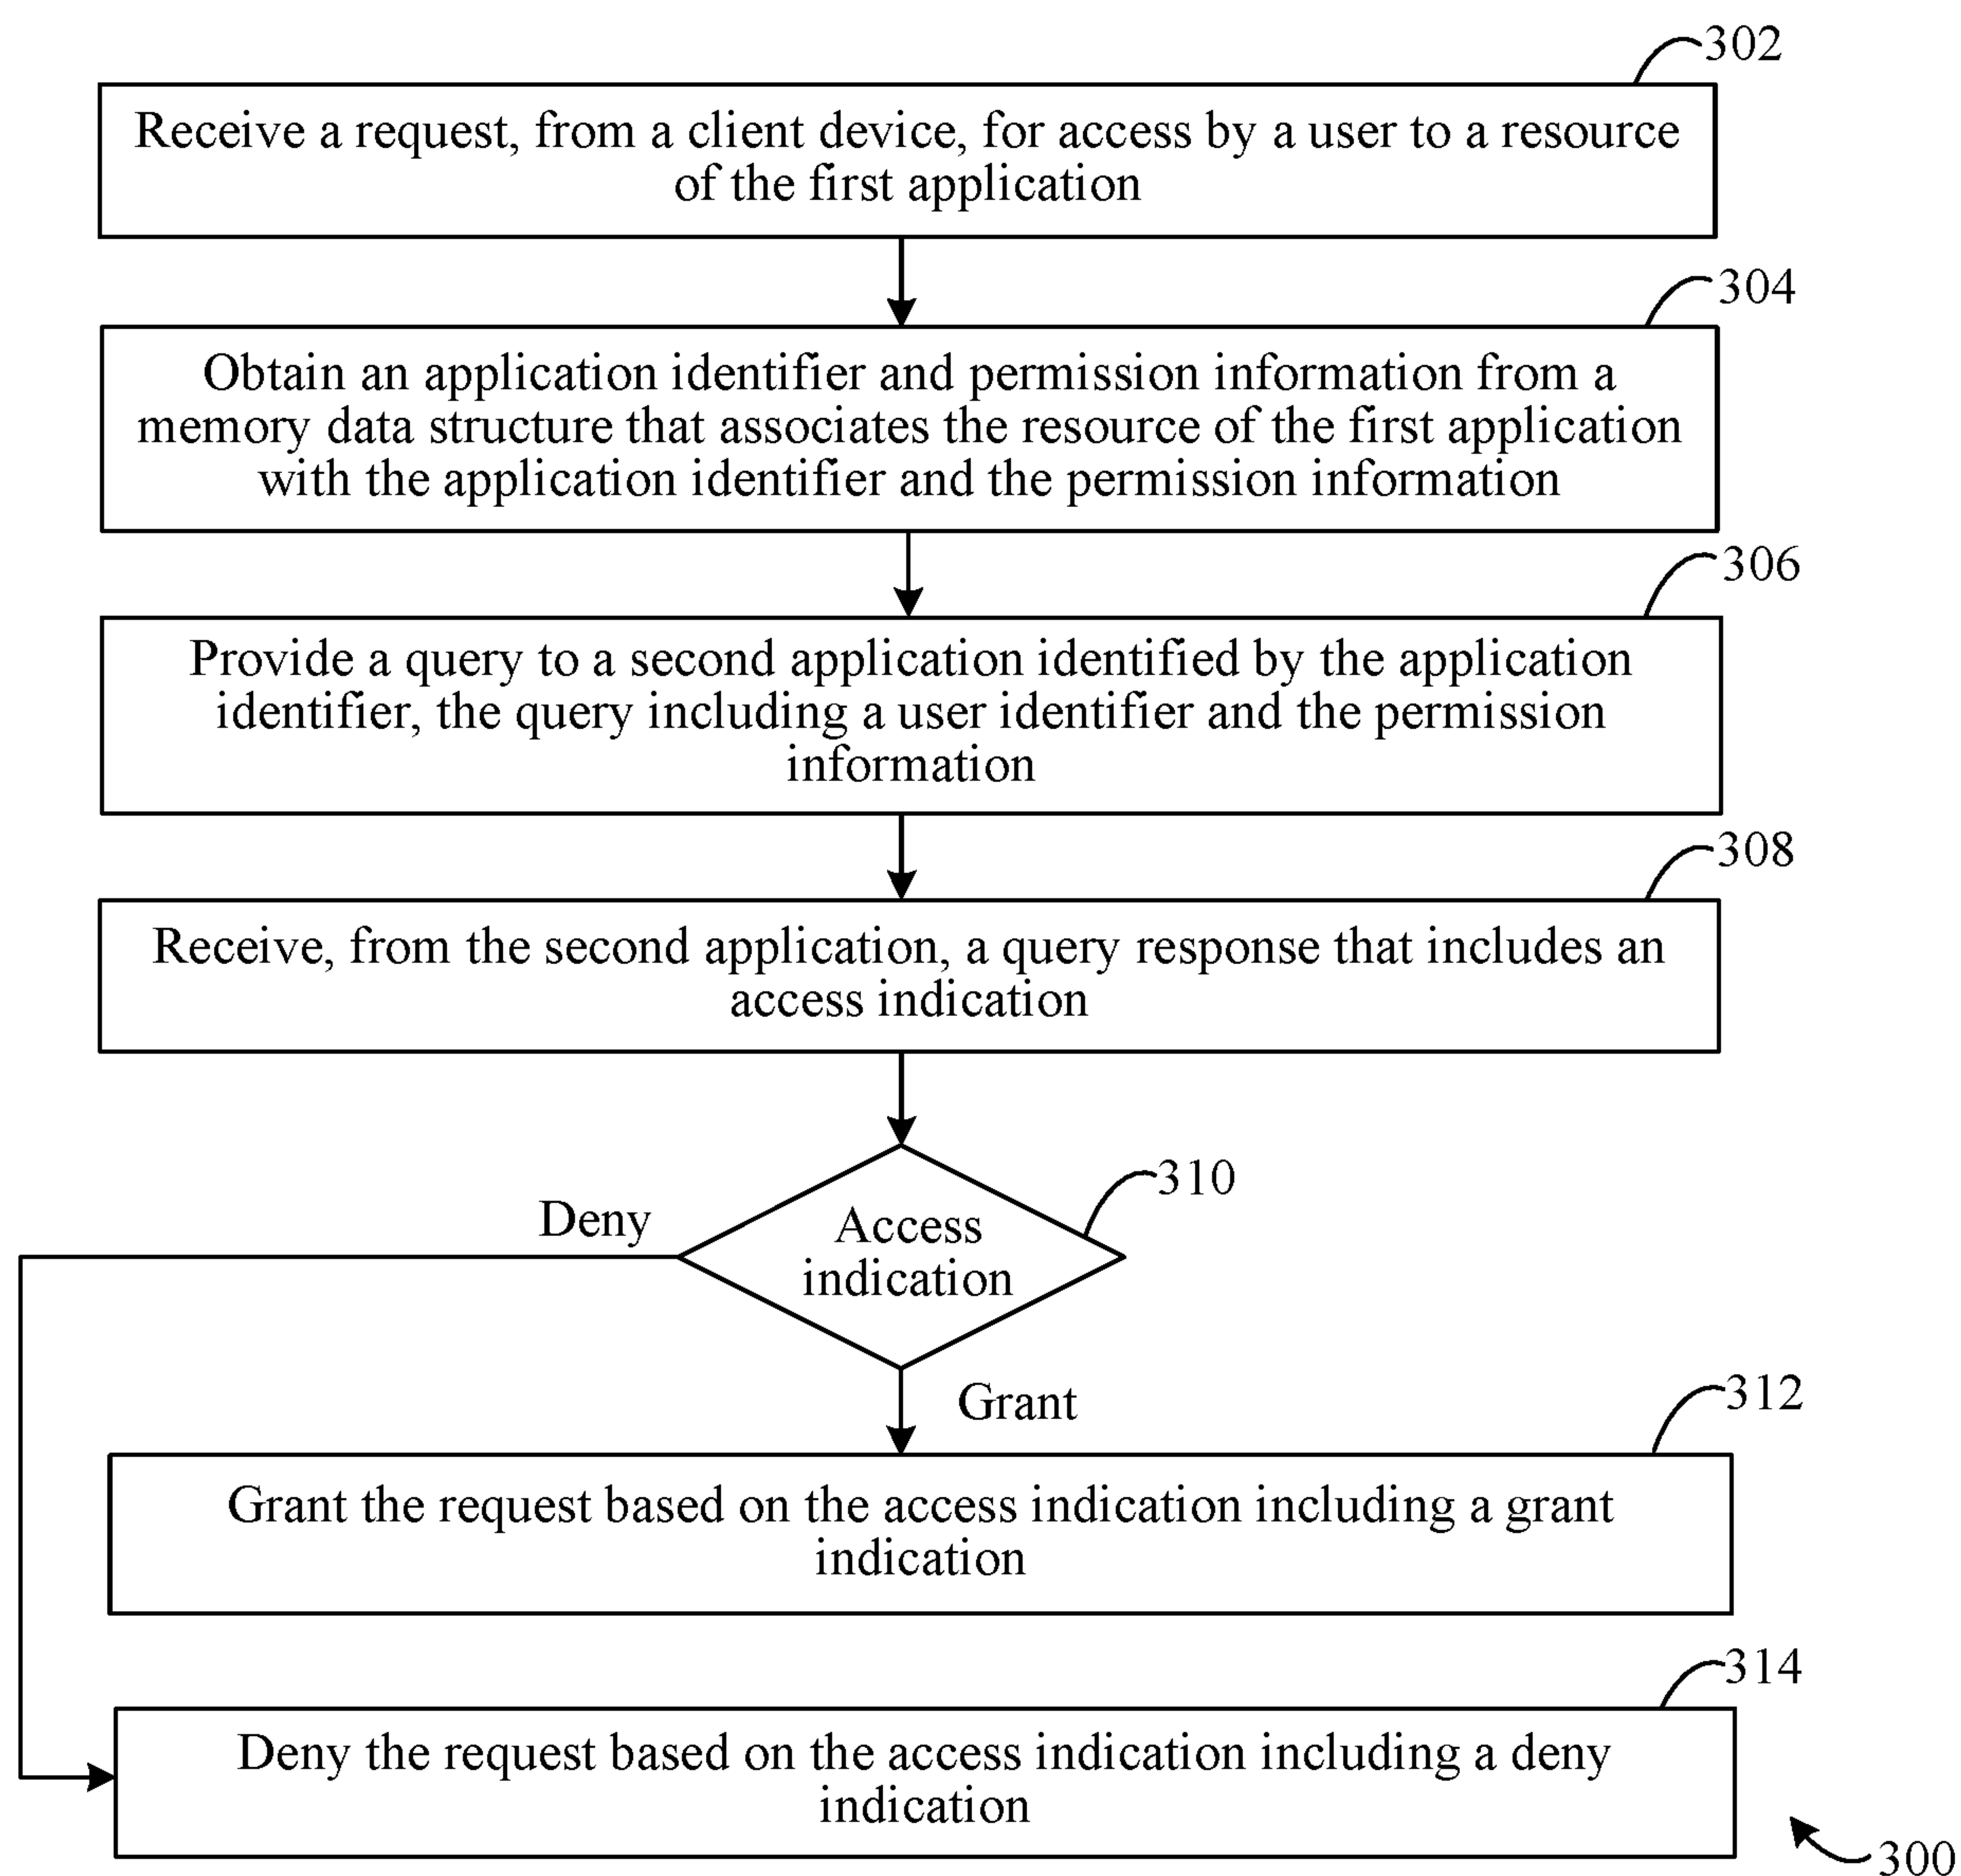 302
Receive a request, from a client device, for access by a user to a resource
of the first application
304
Obtain an application identifier and permission information from a
memory data structure that associates the resource of the first application
with the application identifier and the permission information
306
Provide a query to a second application identified by the application
identifier, the query including a user identifier and the permission
information
308
Receive, from the second application, a query response that includes an
access indication
310
Deny
Access
indication
Grant
312
Grant the request based on the access indication including a grant
indication
314
Deny the request based on the access indication including a deny
indication
300